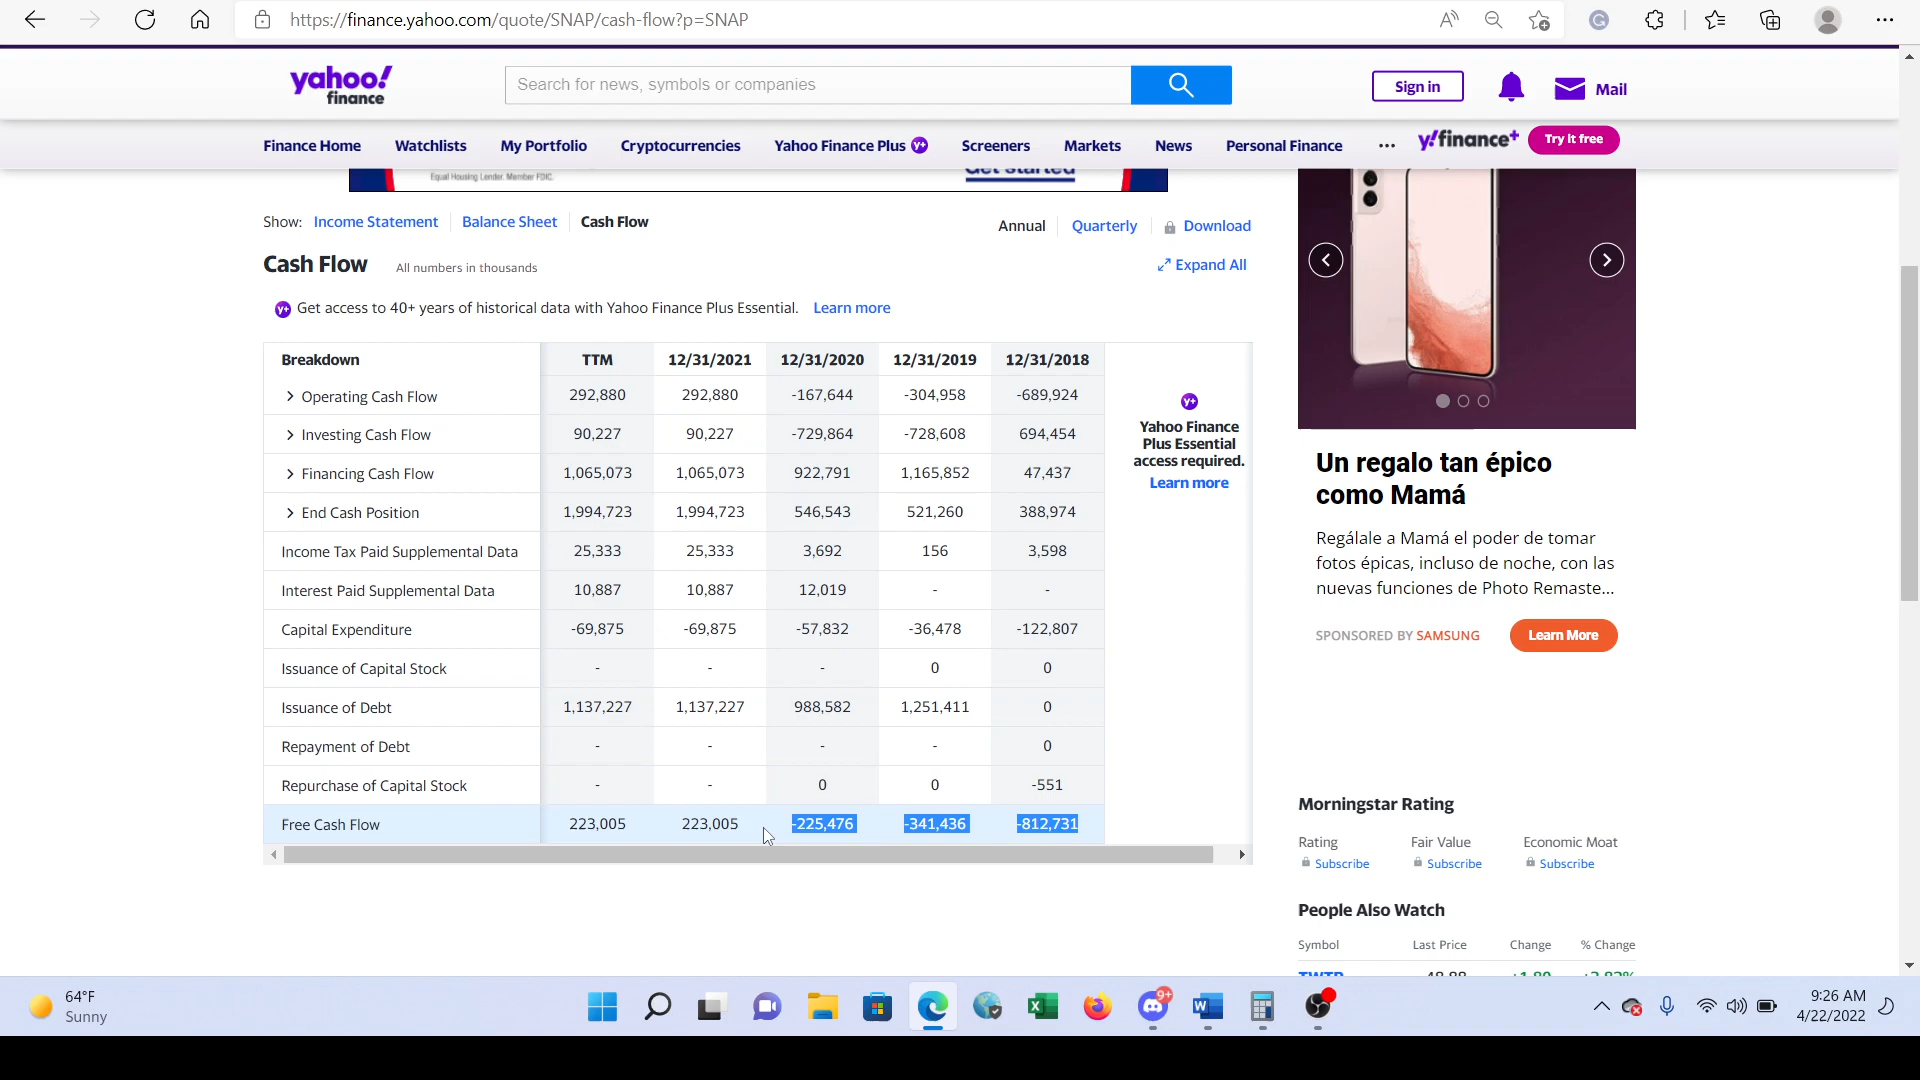 https://finance.yahoo.com/quote/SNAP/cash-flow?p=SNAP
yahoo!
finance
Search for news, symbols or companies
Sign in
Mail
Finance Home Watchlists My Portfolio Cryptocurrencies Yahoo Finance Plus Y+ Screeners Markets News Personal Finance ... y!finance+ Try it free
Equal Housing Lender. Member FDIC.
Get started
Show: Income Statement Balance Sheet Cash Flow
Annual Quarterly Download
Cash Flow All numbers in thousands
Expand All
Y+ Get access to 40+ years of historical data with Yahoo Finance Plus Essential. Learn more
Breakdown TTM 12/31/2021 12/31/2020 12/31/2019 12/31/2018
Operating Cash Flow 292,880 292,880 -167,644 -304,958 -689,924
Investing Cash Flow 90,227 90,227 -729,864 -728,608 694,454
Financing Cash Flow 1,065,073 1,065,073 922,791 1,165,852 47,437
End Cash Position 1,994,723 1,994,723 546,543 521,260 388,974
Income Tax Paid Supplemental Data 25,333 25,333 3,692 156 3,598
Interest Paid Supplemental Data 10,887 10,887 12,019 - -
Capital Expenditure -69,875 -69,875 -57,832 -36,478 -122,807
Issuance of Capital Stock - - - 0 0
Issuance of Debt 1,137,227 1,137,227 988,582 1,251,411 0
Repayment of Debt - - - - 0
Repurchase of Capital Stock - - 0 0 -551
Free Cash Flow 223,005 223,005 -225,476 -341,436 -812,731
Y+
Yahoo Finance
Plus Essential
access required.
Learn more
Un regalo tan épico
como Mamá
Regálale a Mamá el poder de tomar
fotos épicas, incluso de noche, con las
nuevas funciones de Photo Remaste...
SPONSORED BY SAMSUNG
Learn More
Morningstar Rating
Rating Fair Value Economic Moat
Subscribe Subscribe Subscribe
People Also Watch
Symbol Last Price Change % Change
64°F
Sunny
9+
9:26 AM
4/22/2022